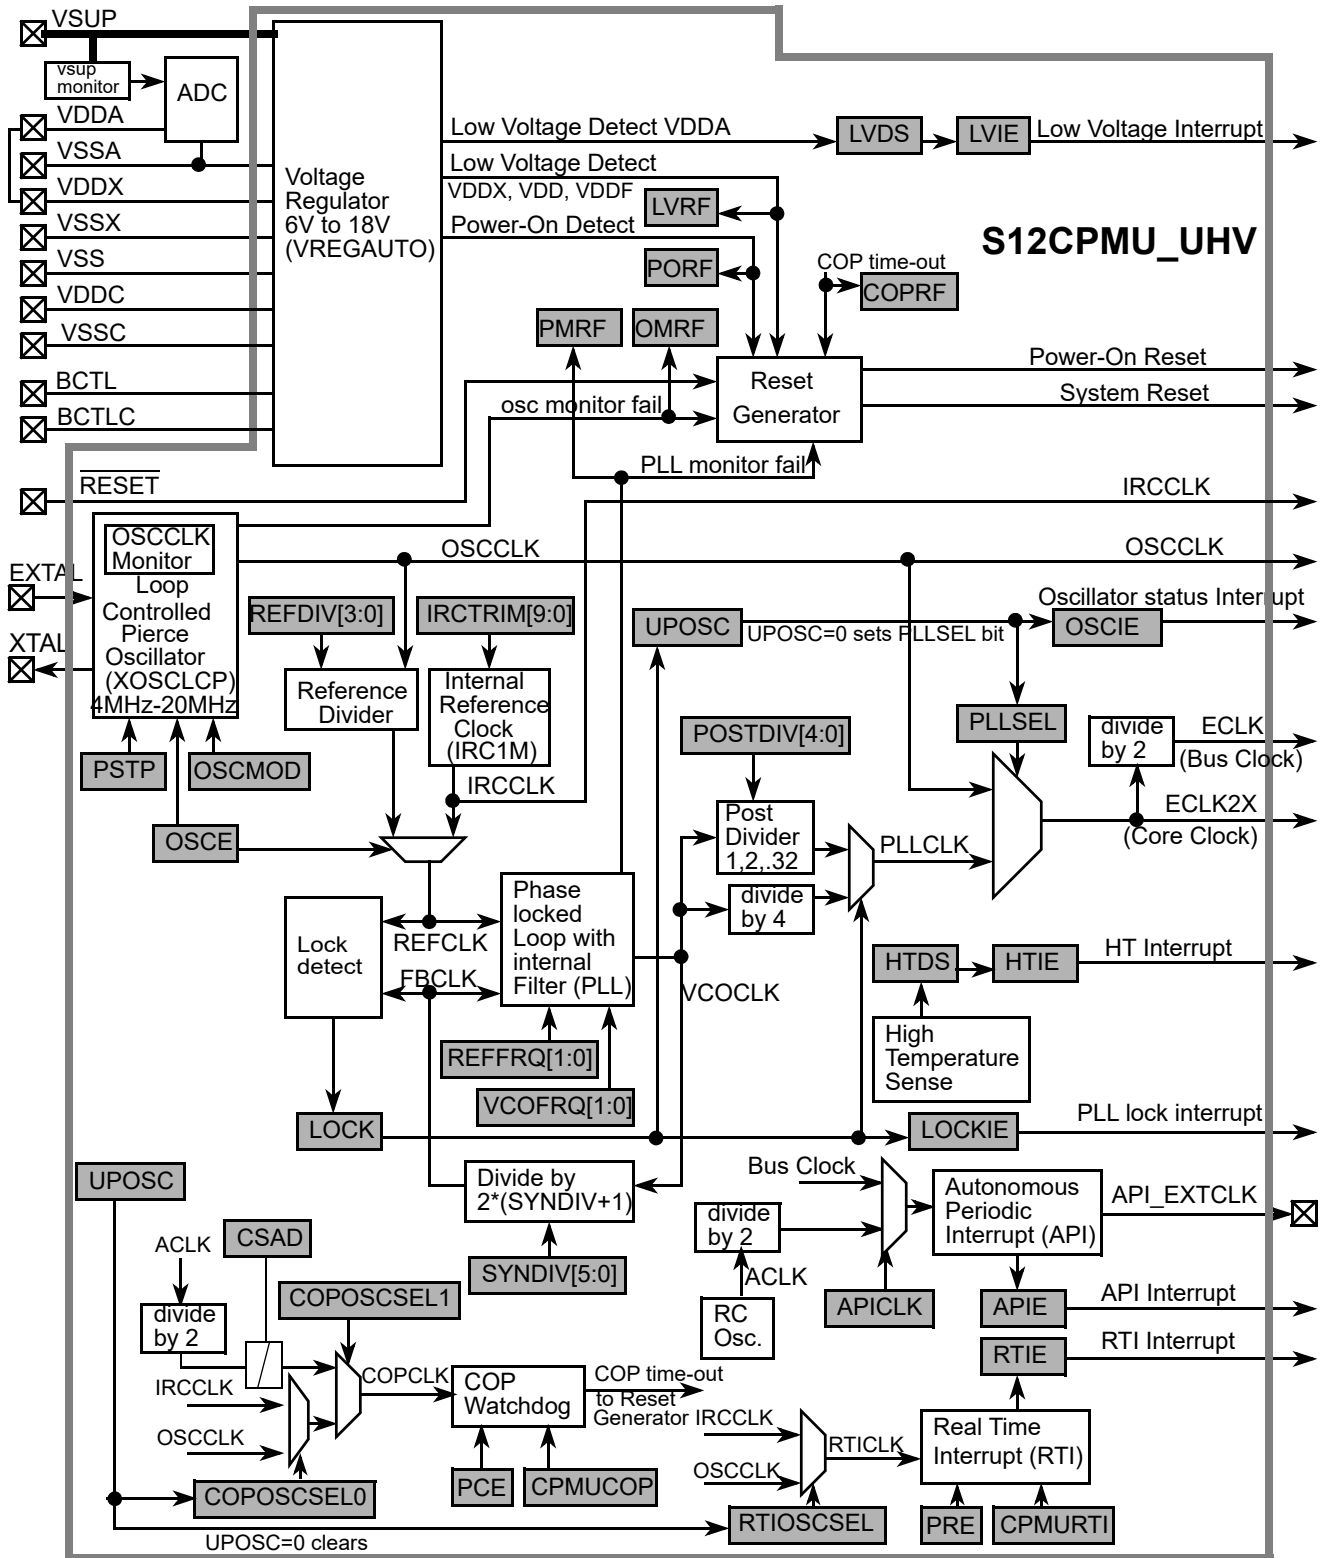 VSUP
vsup
monitor
ADC
VDDA
VSSA
VDDX
VSSX
VSS
VDDC
VSSC
BCTL
BCTLC
Voltage
Regulator
6V to 18V
(VREGAUTO)
Low Voltage Detect VDDA
LVDS
LVIE
Low Voltage Interrupt
Low Voltage Detect
VDDX, VDD, VDDF
LVRF
Power-On Detect
PORF
S12CPMU_UHV
COP time-out
COPRF
PMRF
OMRF
Reset
Generator
Power-On Reset
System Reset
osc monitor fail
PLL monitor fail
RESET
IRCCLK
OSCCLK
Monitor
Loop
Controlled
Pierce
Oscillator
(XOSCLCP)
4MHz-20MHz
EXTAL
XTAL
OSCCLK
OSCCLK
REFDIV[3:0]
IRCTRIM[9:0]
UPOSC
UPOSC=0 sets PLLSEL bit
Oscillator status Interrupt
OSCIE
Reference
Divider
Internal
Reference
Clock
(IRC1M)
PSTP
OSCMOD
OSCE
IRCCLK
POSTDIV[4:0]
PLLSEL
divide
by 2
ECLK
(Bus Clock)
ECLK2X
(Core Clock)
Post
Divider
1,2,.32
PLLCLK
divide
by 4
Lock
detect
REFCLK
FBCLK
Phase
locked
Loop with
internal
Filter (PLL)
VCOCLK
REFFRQ[1:0]
VCOFRQ[1:0]
HTDS
HTIE
HT Interrupt
High
Temperature
Sense
LOCK
LOCKIE
PLL lock interrupt
UPOSC
Divide by
2*(SYNDIV+1)
SYNDIV[5:0]
Bus Clock
divide
by 2
ACLK
RC
Osc.
APICLK
Autonomous
Periodic
Interrupt (API)
API_EXTCLK
APIE
API Interrupt
RTIE
RTI Interrupt
ACLK
CSAD
divide
by 2
COPOSCSEL1
IRCCLK
OSCCLK
COPCLK
COP
Watchdog
COP time-out
to Reset
Generator
PCE
CPMUCOP
COPOSCSEL0
UPOSC=0 clears
IRCCLK
OSCCLK
RTICLK
RTIOSCSEL
Real Time
Interrupt (RTI)
PRE
CPMURTI